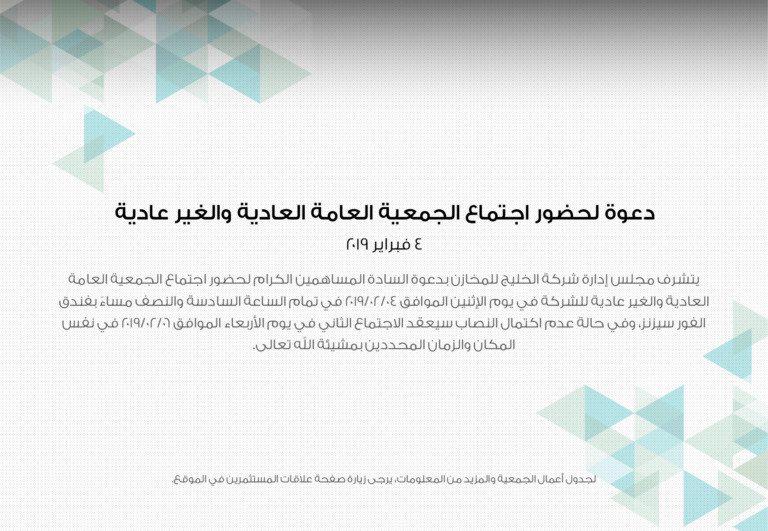 دعوة لحضور اجتماع الجمعية العامة العادية والغير عادية
٤ فبراير ٢٠١٩
يتشرف مجلس إدارة شركة الخليج للمخازن بدعوة السادة المساهمين الكرام لحضور اجتماع الجمعية العامة
العادية والغير عادية للشركة في يوم الإثنين الموافق ٢٠١٩/٠٢/٠٤ في تمام الساعة السادسة والنصف مساءً بفندق
الفور سيزنز، وفي حالة عدم اكتمال النصاب سيعقد الاجتماع الثاني في يوم الأربعاء الموافق ٢٠١٩/٠٢/٠٦ في نفس
المكان والزمان المحددين بمشيئة الله تعالى.
لجدول أعمال الجمعية والمزيد من المعلومات، يرجى زيارة صفحة علاقات المستثمرين في الموقع.